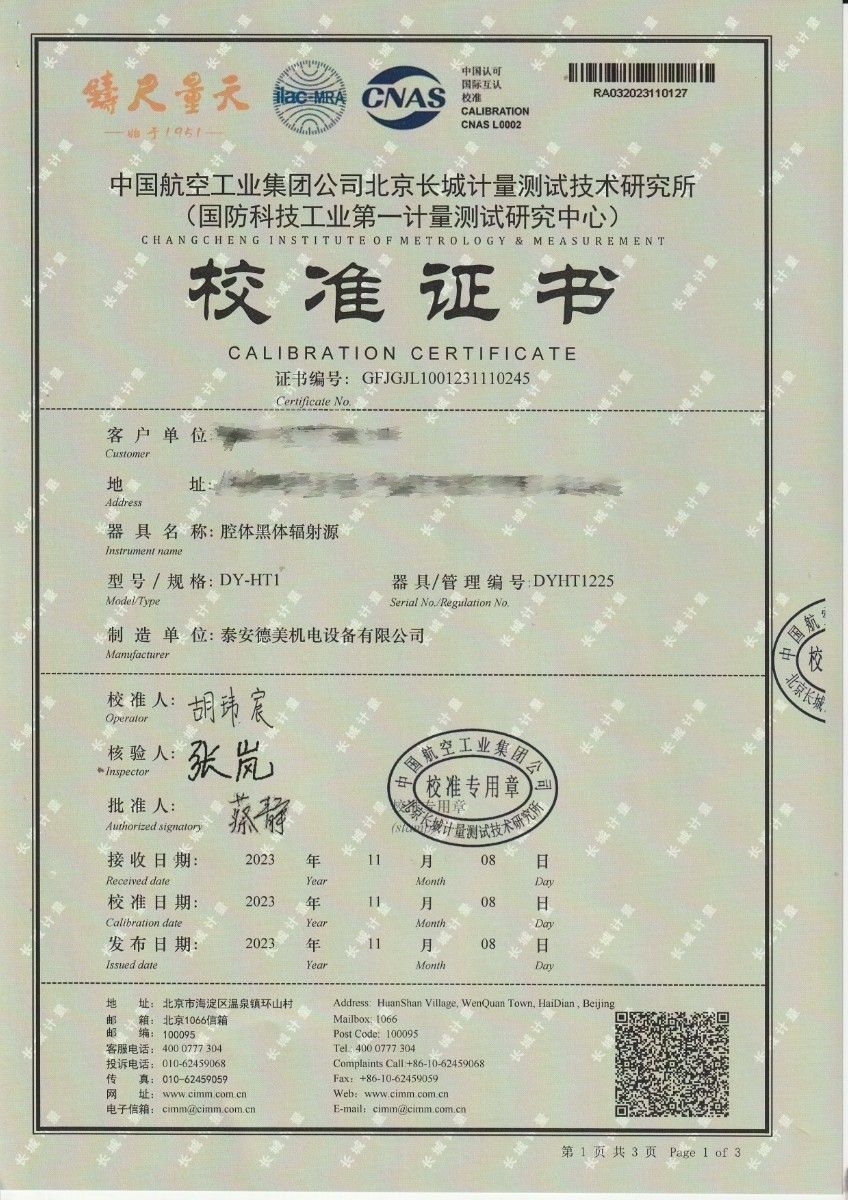 鑄尺量天
始于1951
ilac-MRA
CNAS
中国认可
国际互认
校准
CALIBRATION
CNAS L0002
RA032023110127
中国航空工业集团公司北京长城计量测试技术研究所
（国防科技工业第一计量测试研究中心）
CHANGCHENG INSTITUTE OF METROLOGY & MEASUREMENT
校准证书
CALIBRATION CERTIFICATE
证书编号： GFJGJL1001231110245
Certificate No.
客户单位:
Customer
地 址:
Address
器具名称: 腔体黑体辐射源
Instrument name
型号/规格: DY-HT1 器具/管理编号: DYHT1225
Model/Type Serial No./Regulation No.
制造单位: 泰安德美机电设备有限公司
Manufacturer
校准人: 胡玮宸
Operator
核验人: 张岚
Inspector
批准人: 蔡静
Authorized signatory
中国航空工业集团公司
校准专用章
北京长城计量测试技术研究所
接收日期: 2023 年 11 月 08 日
Received date Year Month Day
校准日期: 2023 年 11 月 08 日
Calibration date Year Month Day
发布日期: 2023 年 11 月 08 日
Issued date Year Month Day
地 址: 北京市海淀区温泉镇环山村 Address: HuanShan Village, WenQuan Town, HaiDian , Beijing
邮 箱: 北京1066信箱 Mailbox: 1066
邮 编: 100095 Post Code: 100095
客服电话: 400 0777 304 Tel: 400 0777 304
投诉电话: 010-62459068 Complaints Call:+86-10-62459068
传 真: 010-62459059 Fax: +86-10-62459059
网 址: www.cimm.com.cn Web: www.cimm.com.cn
电子信箱: cimm@cimm.com.cn E-mail: cimm@cimm.com.cn
第 1 页 共 3 页 Page 1 of 3
中国航
校
北京长城
长城计量